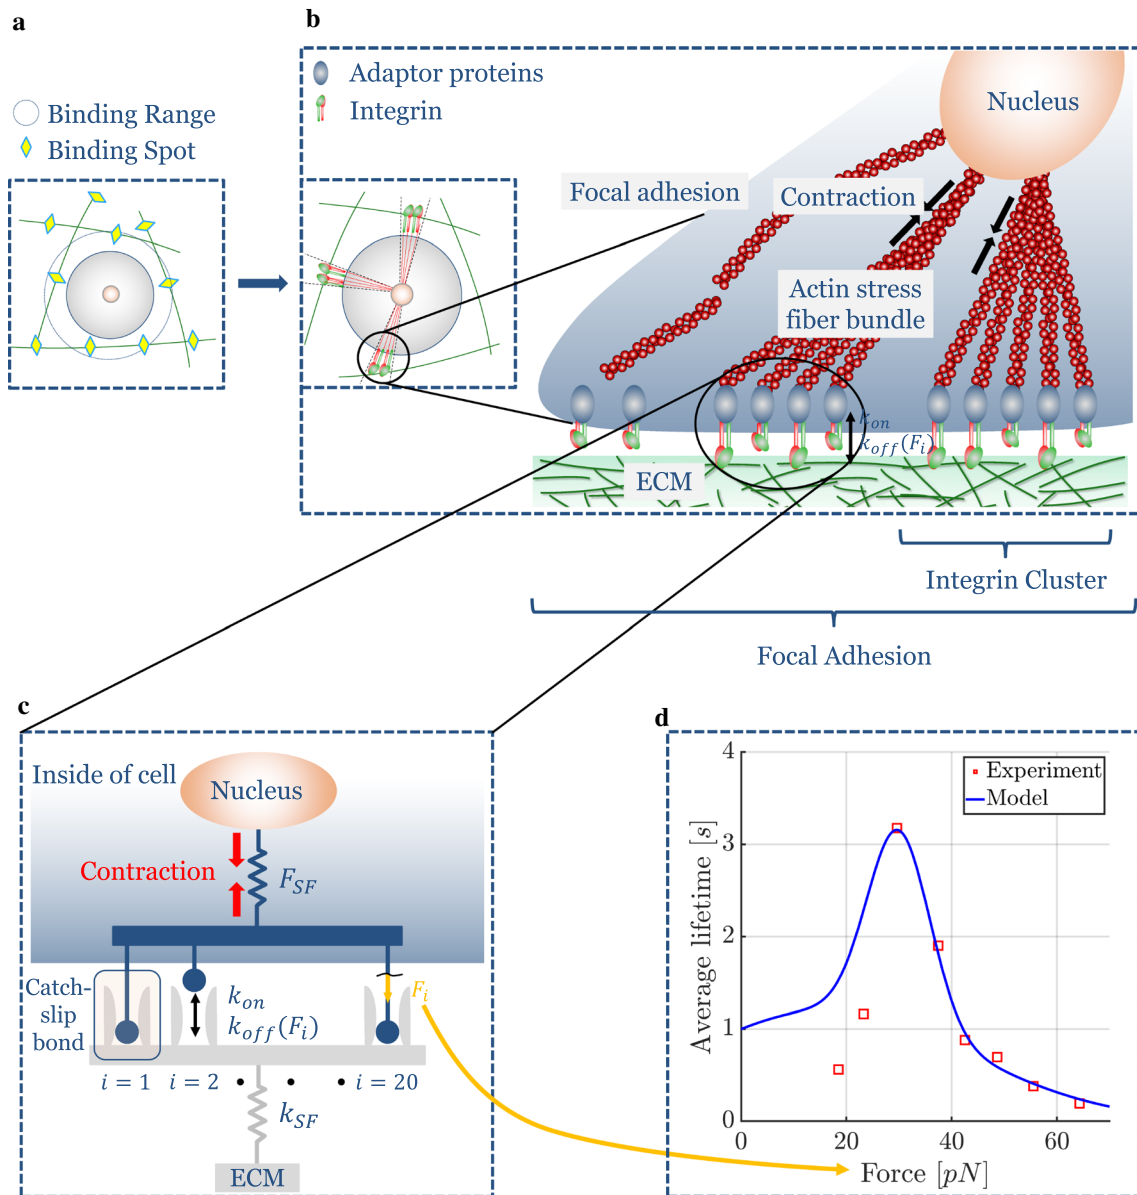 a
Binding Range
Binding Spot
b
Adaptor proteins
Integrin
Nucleus
Focal adhesion
Contraction
Actin stress
fiber bundle
k_on
k_off(F_i)
ECM
Integrin Cluster
Focal Adhesion
c
Inside of cell
Nucleus
Contraction
F_SF
Catch-
slip
bond
k_on
k_off(F_i)
F_i
i = 1
i = 2
i = 20
k_SF
ECM
d
4
3
2
1
0
Average lifetime [s]
Experiment
Model
0
20
40
60
Force [pN]